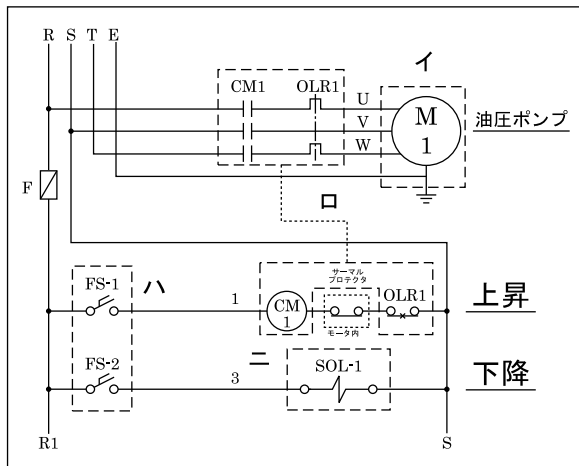 R S T E
イ
CM1 OLR1
U
V
W
M
1
油圧ポンプ
F
ロ
サーマル
プロテクタ
FS-1 ハ
1
CM
1
OLR1
モータ内
上昇
FS-2
ニ
3
SOL-1
下降
R1
S